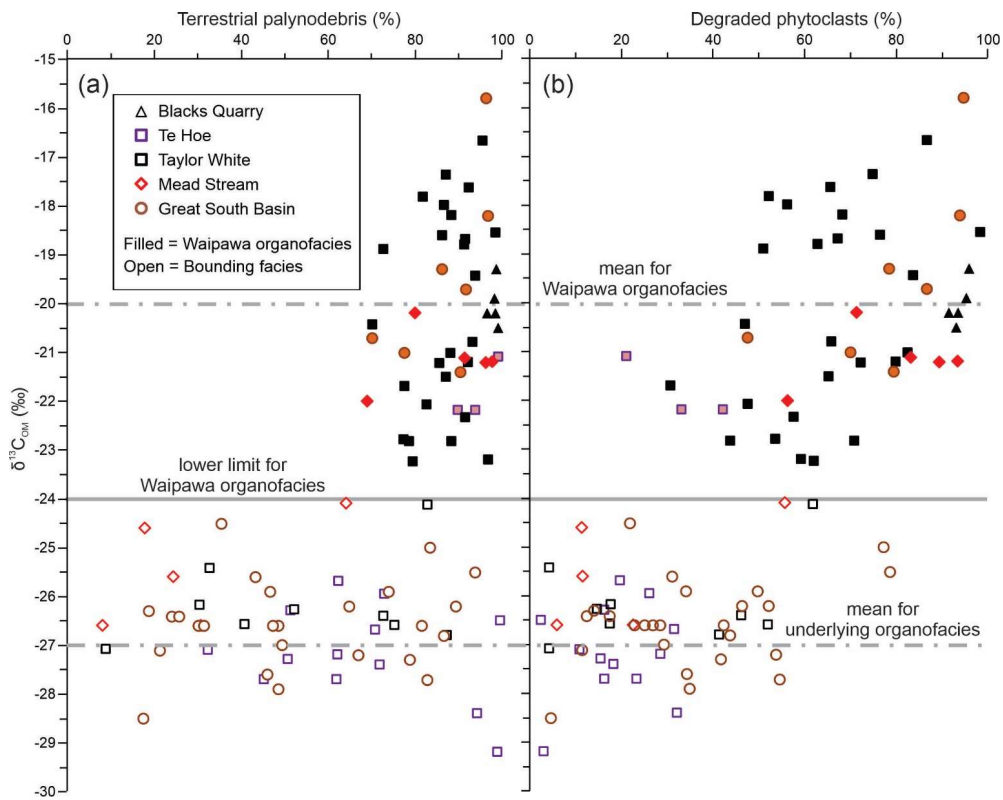 Terrestrial palynodebris (%)
Degraded phytoclasts (%)
0 20 40 60 80 100
20 40 60 80 100
-15
-16
-17
-18
-19
-20
-21
-22
-23
-24
-25
-26
-27
-28
-29
-30
δ¹³C_OM (‰)
(a)
Blacks Quarry
Te Hoe
Taylor White
Mead Stream
Great South Basin
Filled = Waipawa organofacies
Open = Bounding facies
lower limit for
Waipawa organofacies
(b)
mean for
Waipawa organofacies
mean for
underlying organofacies